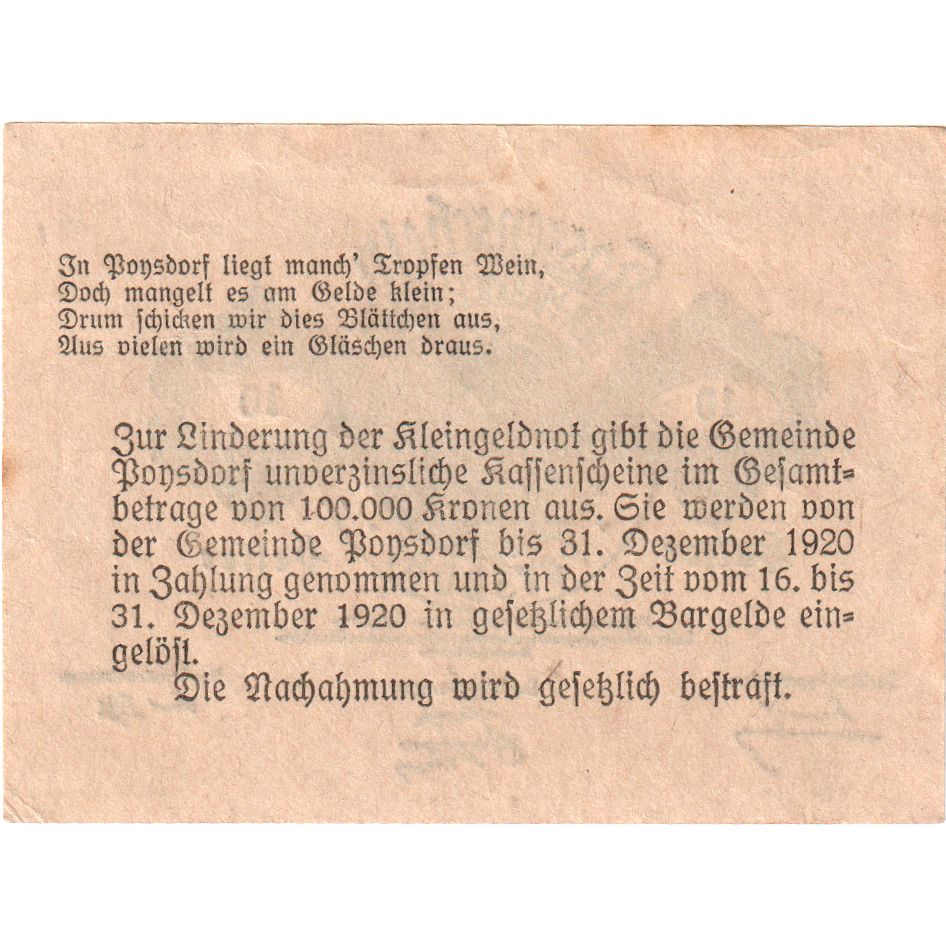 In Poysdorf liegt manch' Tropfen Wein,
Doch mangelt es am Gelde klein;
Drum schicken wir dies Blättchen aus,
Aus vielen wird ein Gläschen draus.
Zur Linderung der Kleingeldnot gibt die Gemeinde
Poysdorf unverzinsliche Kassenscheine im Gesamt-
betrage von 100.000 Kronen aus. Sie werden von
der Gemeinde Poysdorf bis 31. Dezember 1920
in Zahlung genommen und in der Zeit vom 16. bis
31. Dezember 1920 in gesetzlichem Bargelde ein-
gelöst.
Die Nachahmung wird gesetzlich bestraft.